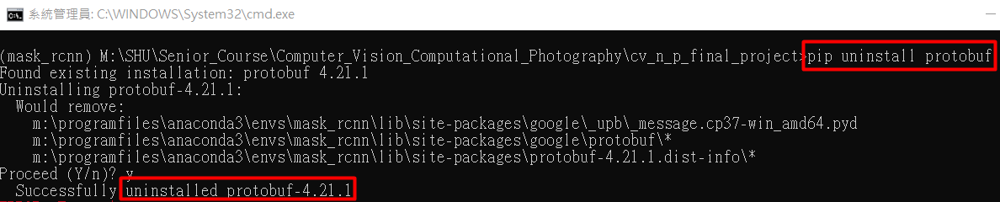 系統管理員: C:\WINDOWS\System32\cmd.exe
(mask_rcnn) M:\SHU\Senior_Course\Computer_Vision_Computational_Photography\cv_n_p_final_project>pip uninstall protobuf
Found existing installation: protobuf 4.21.1
Uninstalling protobuf-4.21.1:
  Would remove:
    m:\programfiles\anaconda3\envs\mask_rcnn\lib\site-packages\google\_upb\_message.cp37-win_amd64.pyd
    m:\programfiles\anaconda3\envs\mask_rcnn\lib\site-packages\google\protobuf\*
    m:\programfiles\anaconda3\envs\mask_rcnn\lib\site-packages\protobuf-4.21.1.dist-info\*
Proceed (Y/n)? y
  Successfully uninstalled protobuf-4.21.1